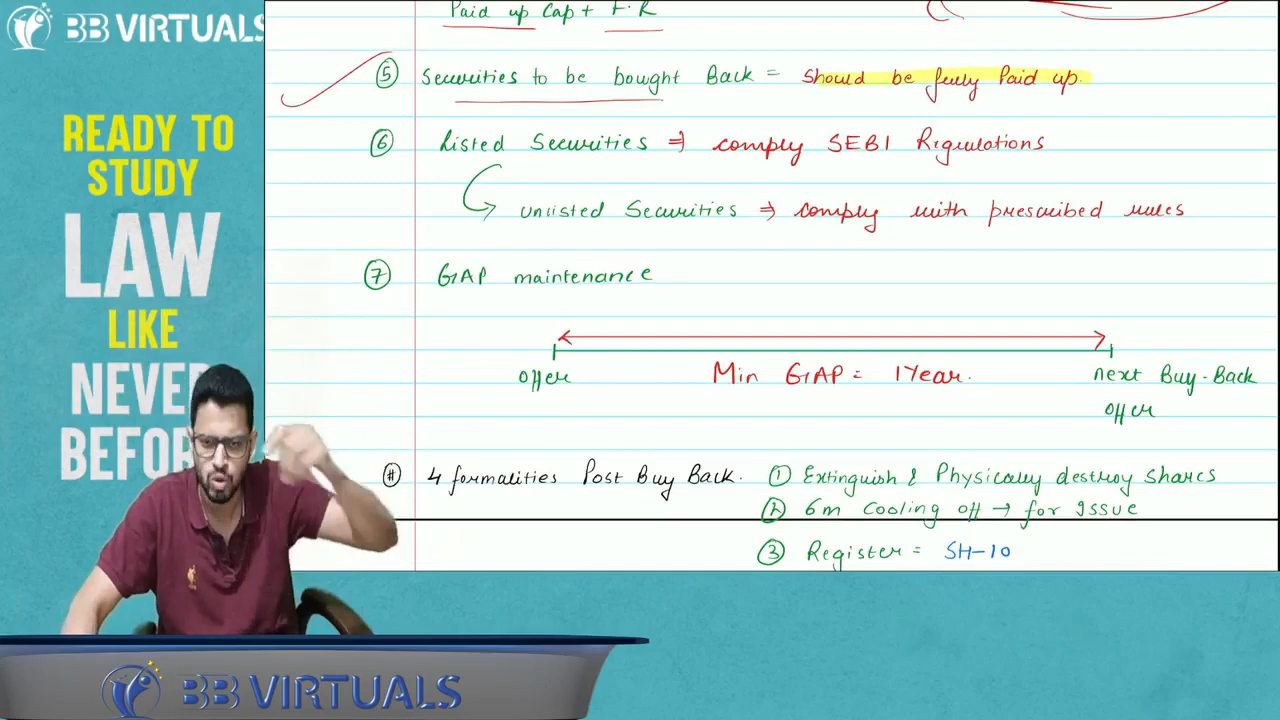 BB VIRTUALS
READY TO
STUDY
LAW
LIKE
NEVER
BEFOR
Paid up Cap + F.R
⑤ Securities to be bought Back = should be fully Paid up.
⑥ Listed Securities ⇒ comply SEBI Regulations
unlisted Securities ⇒ comply with prescribed rules
⑦ GAP maintenance
offer Min GAP = 1 Year. next Buy-Back
offer
# 4 formalities Post Buy Back. ① Extinguish & Physically destroy shares
② 6m Cooling off → for Issue
③ Register = SH-10
BB VIRTUALS